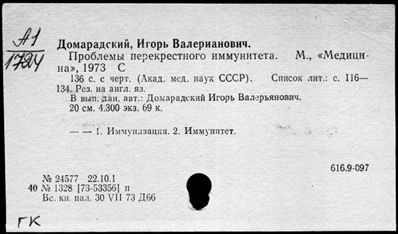 А1
1724
Домарадский, Игорь Валерианович.
Проблемы перекрестного иммунитета. М., «Медици-
на», 1973 С
136 с. с черт. (Акад. мед. наук СССР). Список лит.: с. 116—
134. Рез. на англ. яз.
В вып. дан. авт.: Домарадский Игорь Валерьянович.
20 см. 4.300 экз. 69 к.
— — 1. Иммунизация. 2. Иммунитет.
616.9-097
№ 24577 22.10.1
40 № 1328 [73-53356] п
Вс. кн. пал. 30 VII 73 Д66
ГК